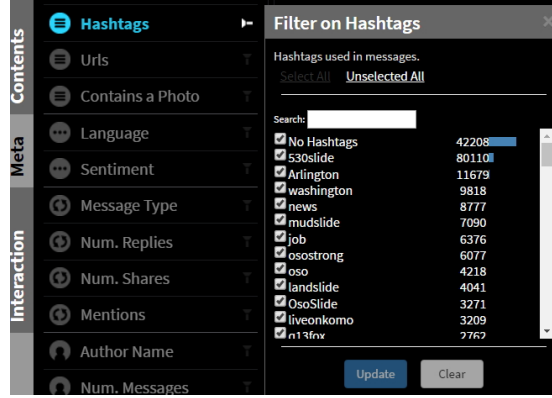 Contents
Meta
Interaction
Hashtags
Urls
Contains a Photo
Language
Sentiment
Message Type
Num. Replies
Num. Shares
Mentions
Author Name
Num. Messages
Filter on Hashtags
Hashtags used in messages.
Select All Unselected All
Search:
No Hashtags 42208
530slide 80110
Arlington 11679
washington 9818
news 8777
mudslide 7090
job 6376
osostrong 6077
oso 4218
landslide 4041
OsoSlide 3271
liveonkomo 3209
q13fox 2762
Update Clear